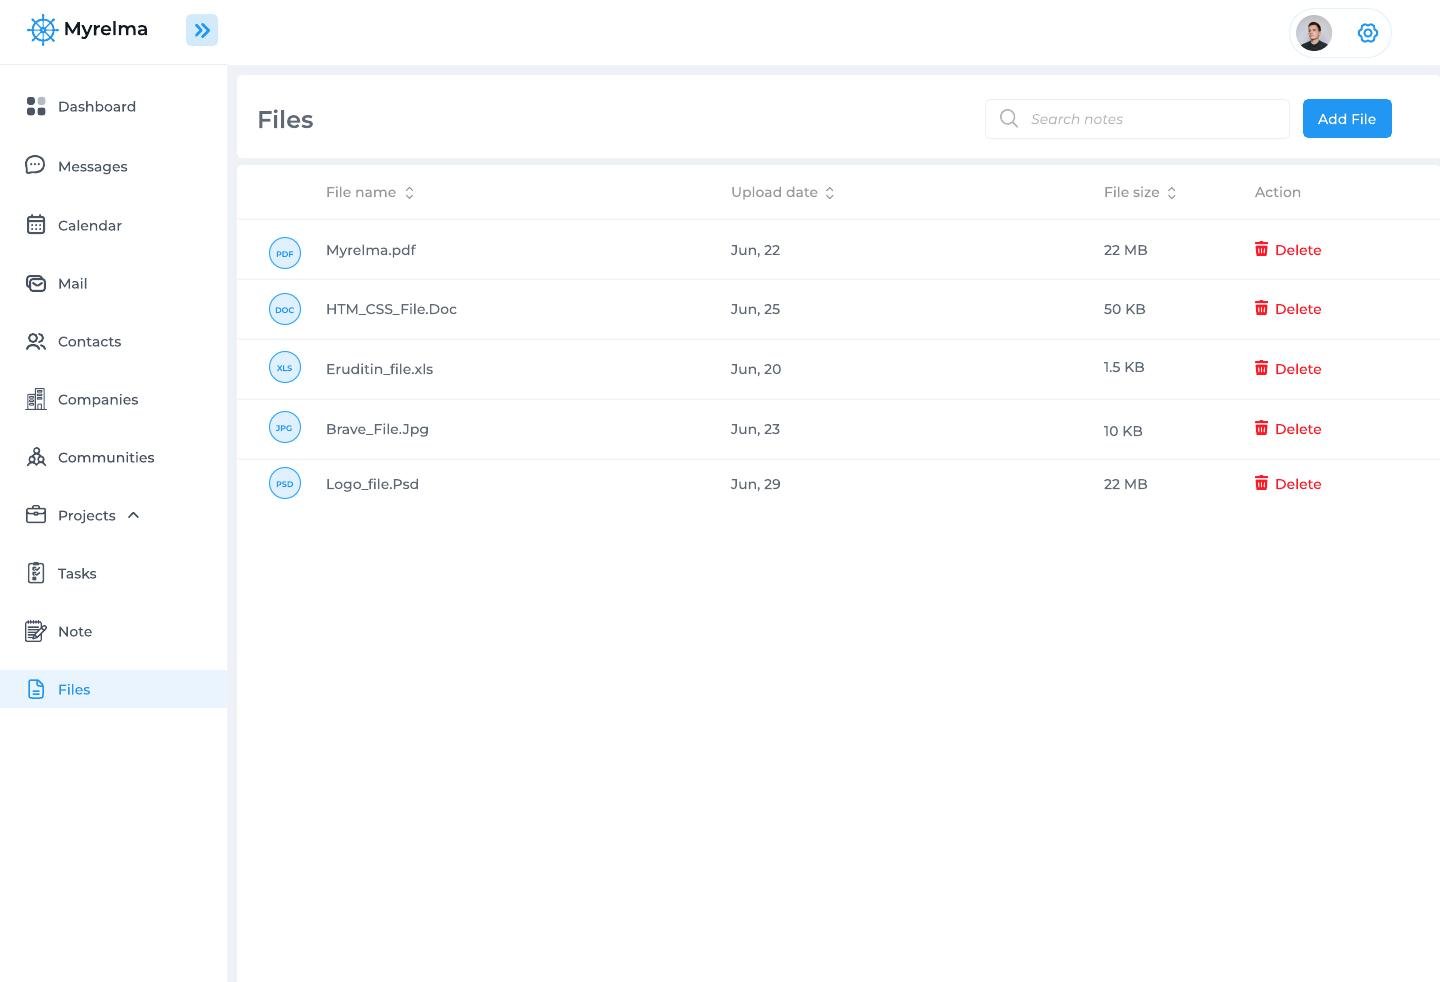 Myrelma
Dashboard
Messages
Calendar
Mail
Contacts
Companies
Communities
Projects
Tasks
Note
Files
Files
Search notes
Add File
File name Upload date File size Action
PDF Myrelma.pdf Jun, 22 22 MB Delete
DOC HTM_CSS_File.Doc Jun, 25 50 KB Delete
XLS Eruditin_file.xls Jun, 20 1.5 KB Delete
JPG Brave_File.Jpg Jun, 23 10 KB Delete
PSD Logo_file.Psd Jun, 29 22 MB Delete